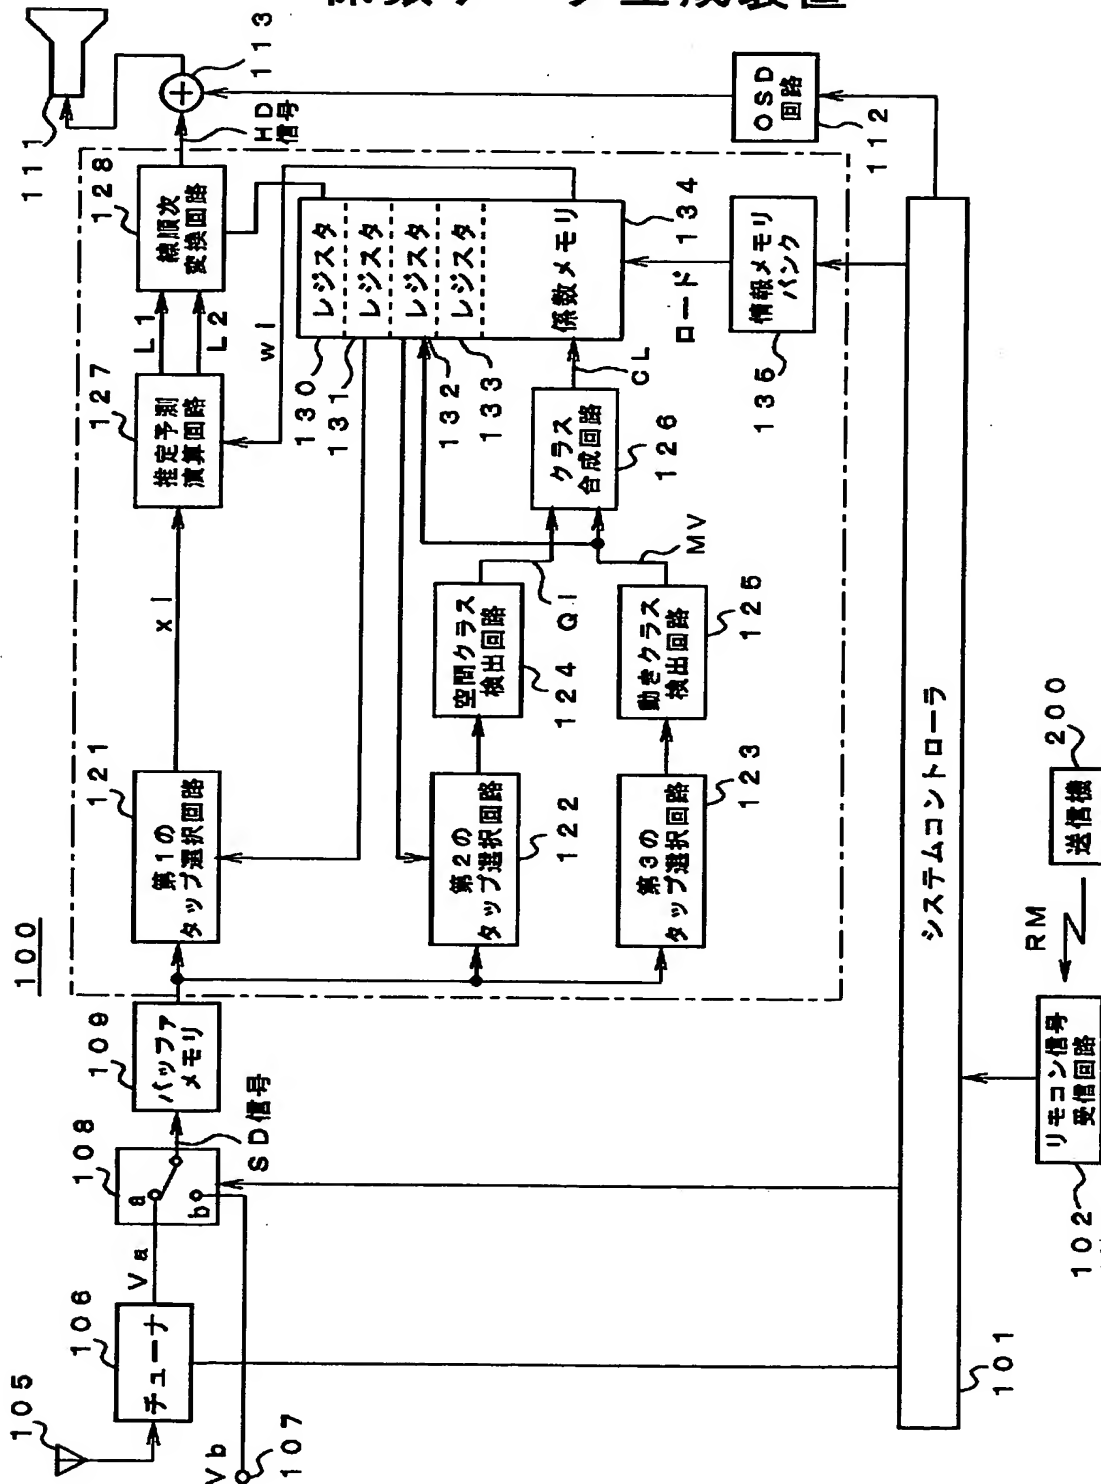 100
105
106
チューナ
Va
Vb
107
108
a
b
SD信号
109
バッファ
メモリ
121
第1の
タップ選択回路
xi
122
第2の
タップ選択回路
123
第3の
タップ選択回路
124
空間クラス
検出回路
Qi
125
動きクラス
検出回路
MV
126
クラス
合成回路
CL
127
推定予測
演算回路
L1
L2
wi
128
線順次
変換回路
HD
信号
113
111
130
131
132
133
レジスタ
レジスタ
レジスタ
レジスタ
係数メモリ
134
ロード
135
情報メモリ
バンク
OSD
回路
112
システムコントローラ
101
RM
200
送信機
リモコン信号
受信回路
102